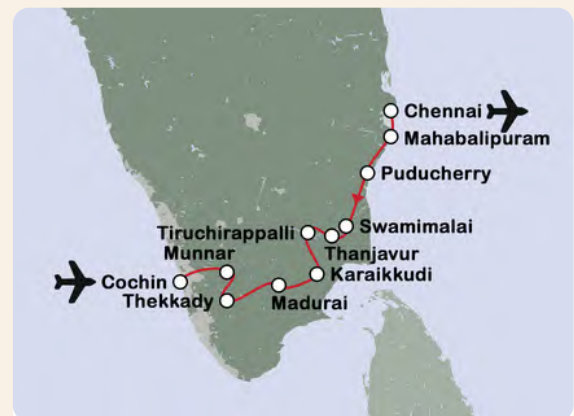 Chennai
Mahabalipuram
Puducherry
Swamimalai
Tiruchirappalli
Thanjavur
Munnar
Karaikkudi
Cochin
Madurai
Thekkady